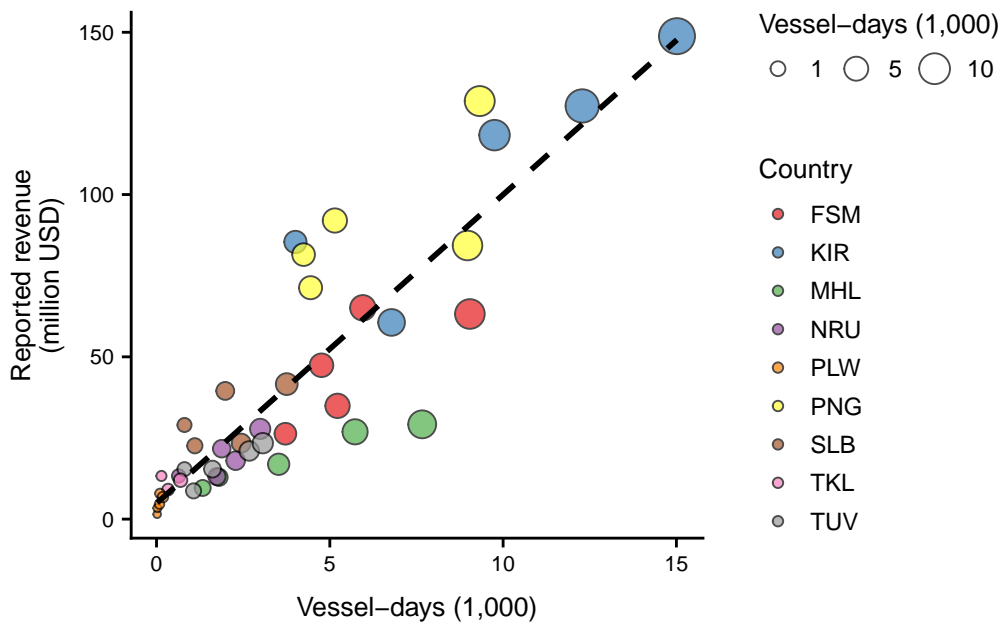 150
100
50
0
Reported revenue
(million USD)
0
5
10
15
Vessel−days (1,000)
Vessel−days (1,000)
1
5
10
Country
FSM
KIR
MHL
NRU
PLW
PNG
SLB
TKL
TUV